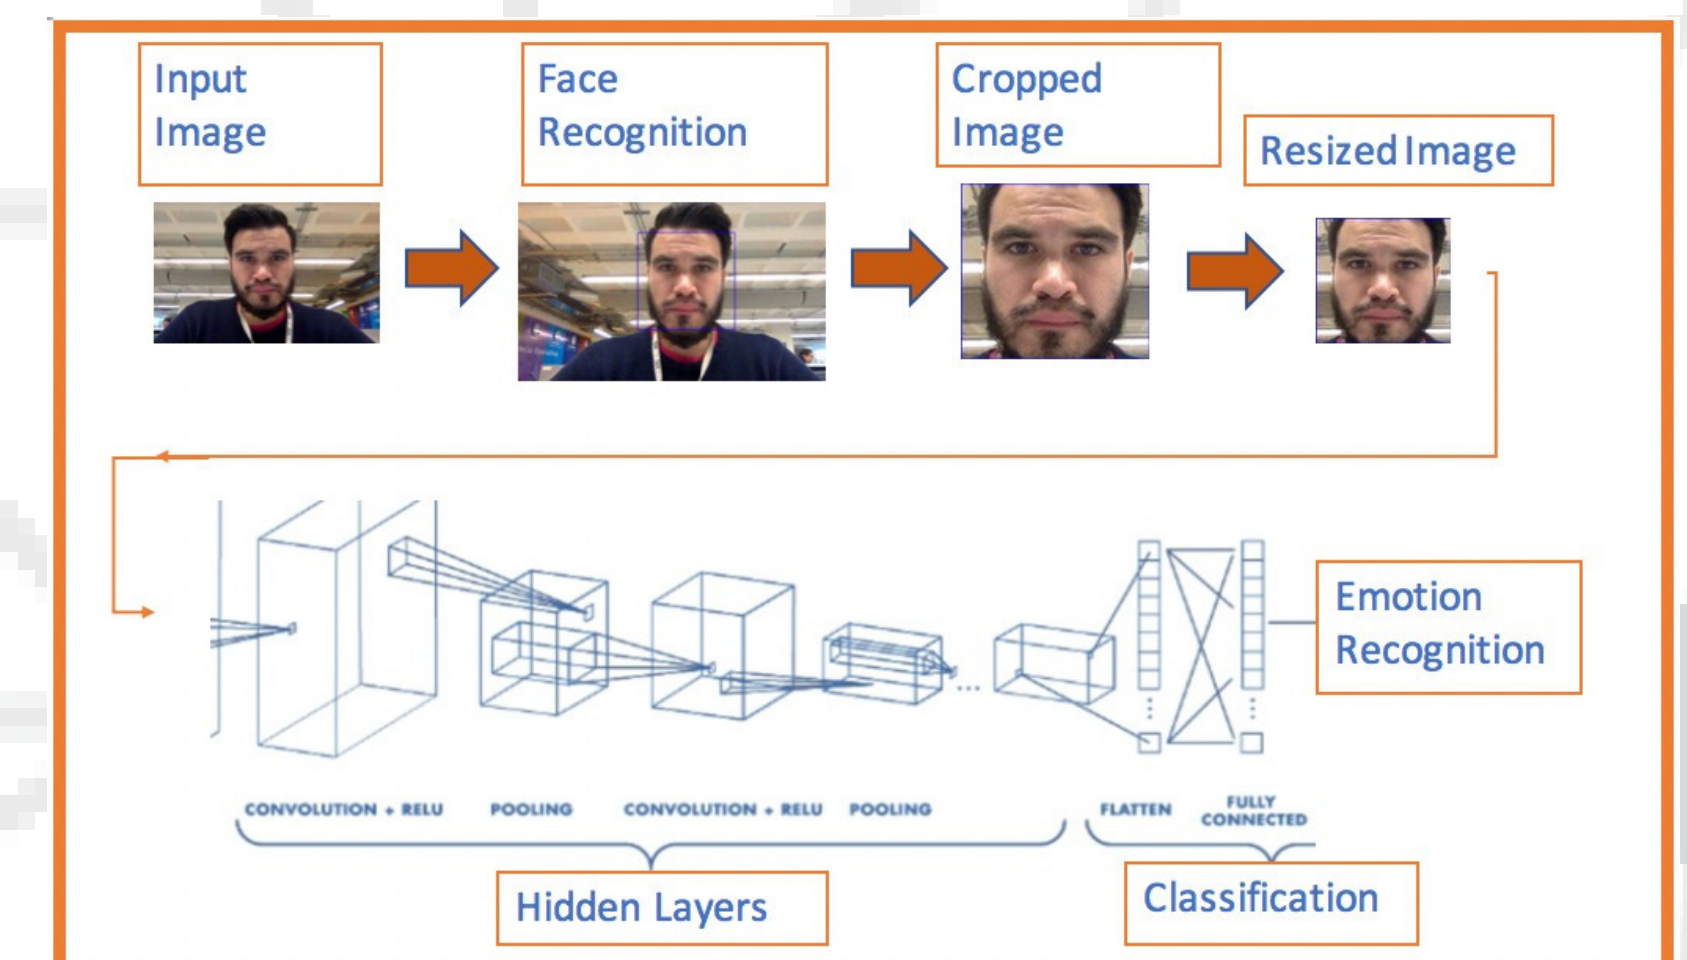 Input
Image
Face
Recognition
Cropped
Image
Resized Image
Emotion
Recognition
CONVOLUTION + RELU
POOLING
CONVOLUTION + RELU
POOLING
FLATTEN
FULLY
CONNECTED
Hidden Layers
Classification